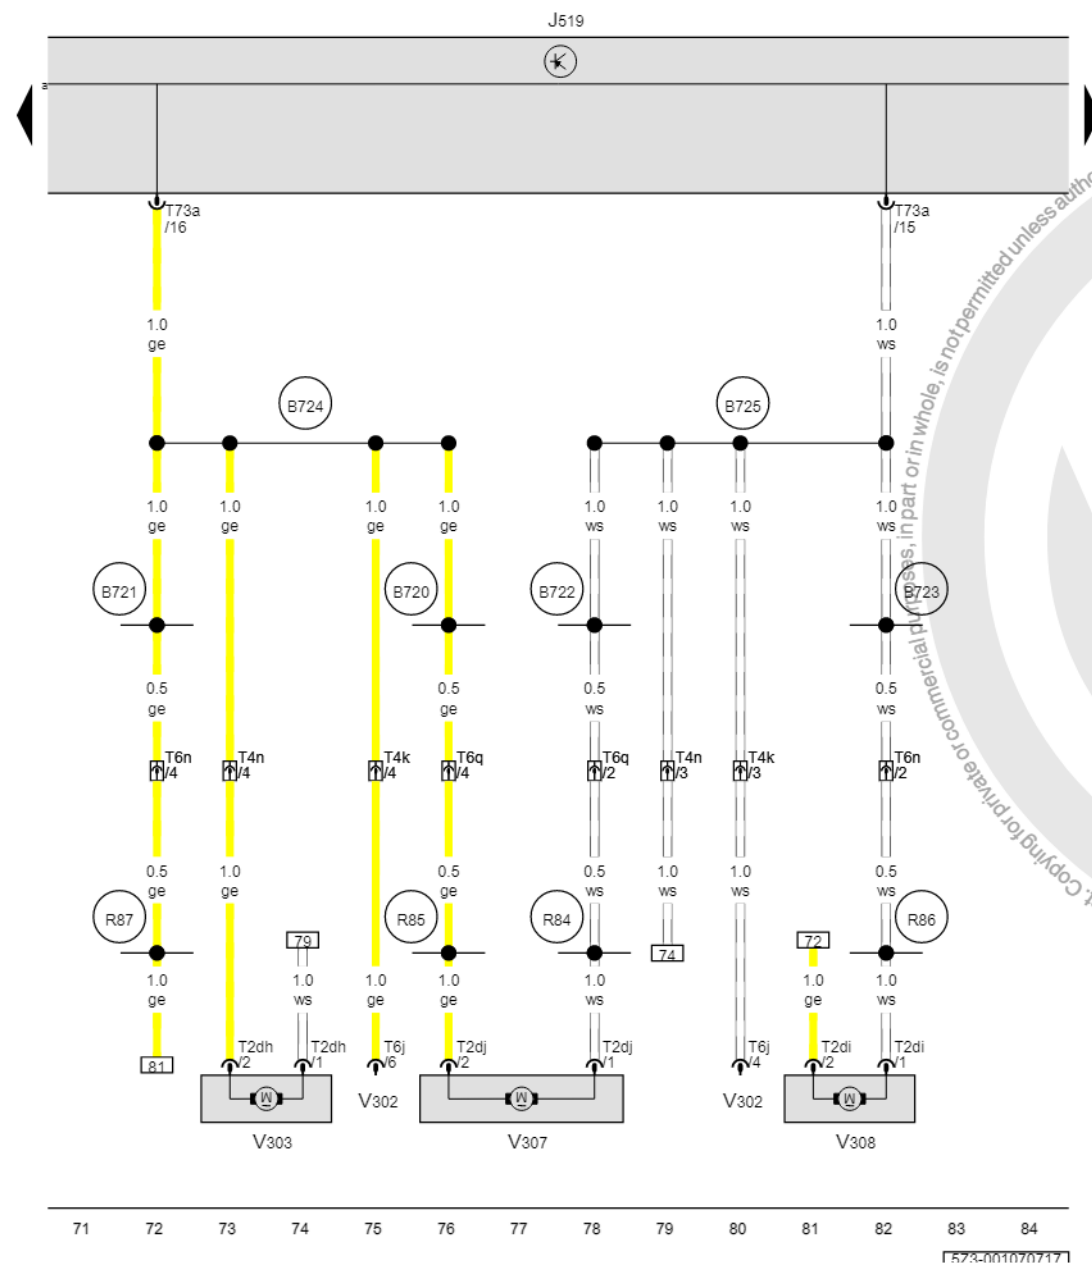 J519
a
T73a
/16
T73a
/15
1.0
ge
1.0
ws
B724
B725
1.0 1.0 1.0 1.0 1.0 1.0 1.0 1.0
ge ge ge ge ws ws ws ws
B721 B720 B722 B723
0.5 0.5 0.5 0.5
ge ge ws ws
T6n T4n T4k T6q T6q T4n T4k T6n
/4 /4 /4 /4 /2 /3 /3 /2
0.5 1.0 0.5 0.5 1.0 1.0 0.5
ge ge ge ws ws ws ws
R87 R85 R84 R86
79 74 72
1.0 1.0 1.0 1.0 1.0 1.0 1.0
ge ws ge ge ws ge ws
81
T2dh T2dh T6j T2dj T2dj T6j T2di T2di
/2 /1 /6 /2 /1 /4 /2 /1
M M M
V302 V302
V303 V307 V308
71 72 73 74 75 76 77 78 79 80 81 82 83 84
573-001070717
commercial purposes, in part or in whole, is not permitted unless autho
t. Copying for private or